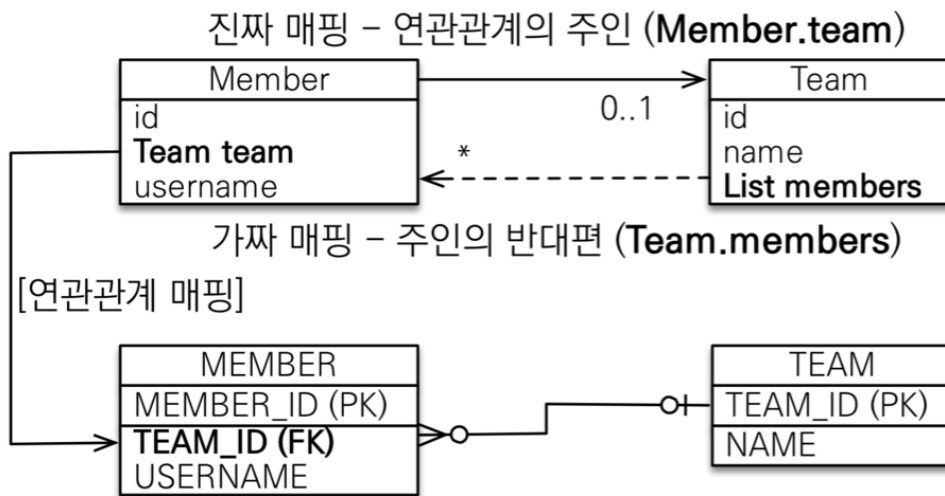 진짜 매핑 – 연관관계의 주인 (Member.team)
Member
id
Team team
username
0..1
*
Team
id
name
List members
가짜 매핑 – 주인의 반대편 (Team.members)
[연관관계 매핑]
MEMBER
MEMBER_ID (PK)
TEAM_ID (FK)
USERNAME
TEAM
TEAM_ID (PK)
NAME